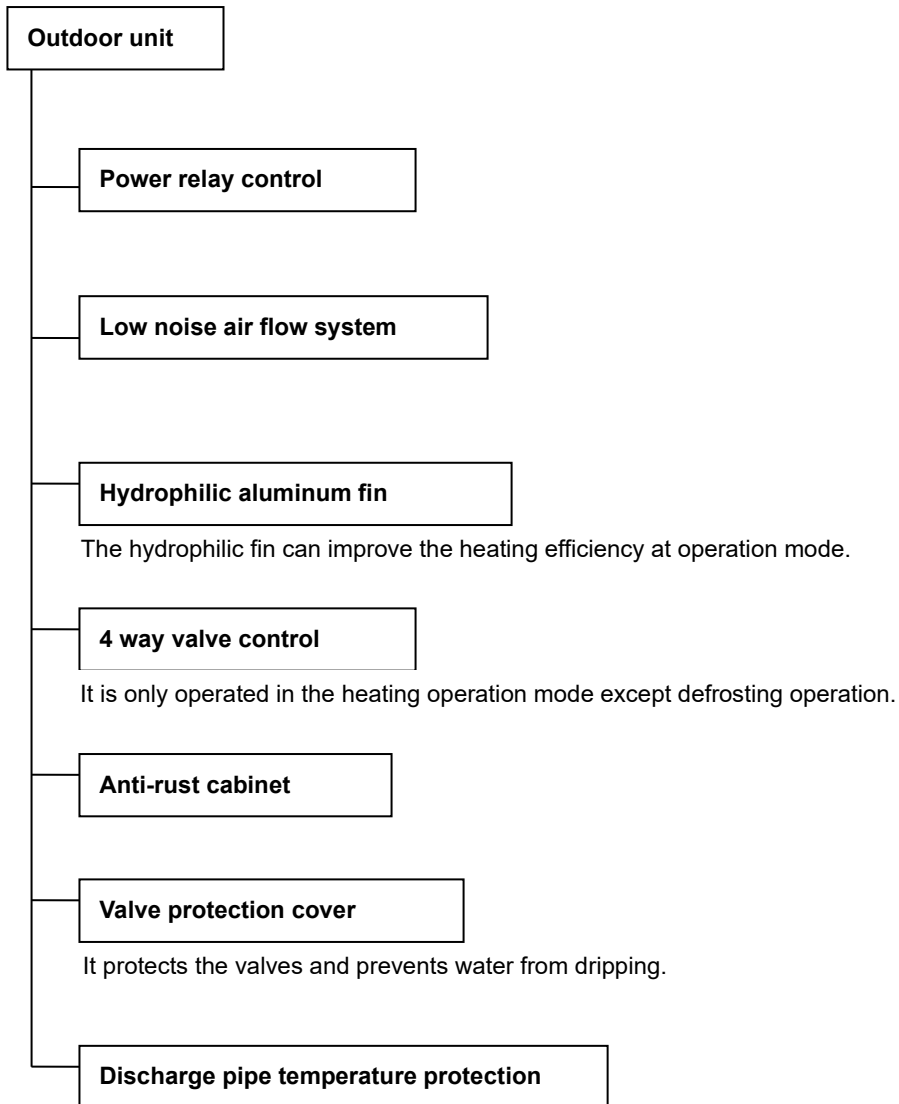 Outdoor unit
Power relay control
Low noise air flow system
Hydrophilic aluminum fin
The hydrophilic fin can improve the heating efficiency at operation mode.
4 way valve control
It is only operated in the heating operation mode except defrosting operation.
Anti-rust cabinet
Valve protection cover
It protects the valves and prevents water from dripping.
Discharge pipe temperature protection